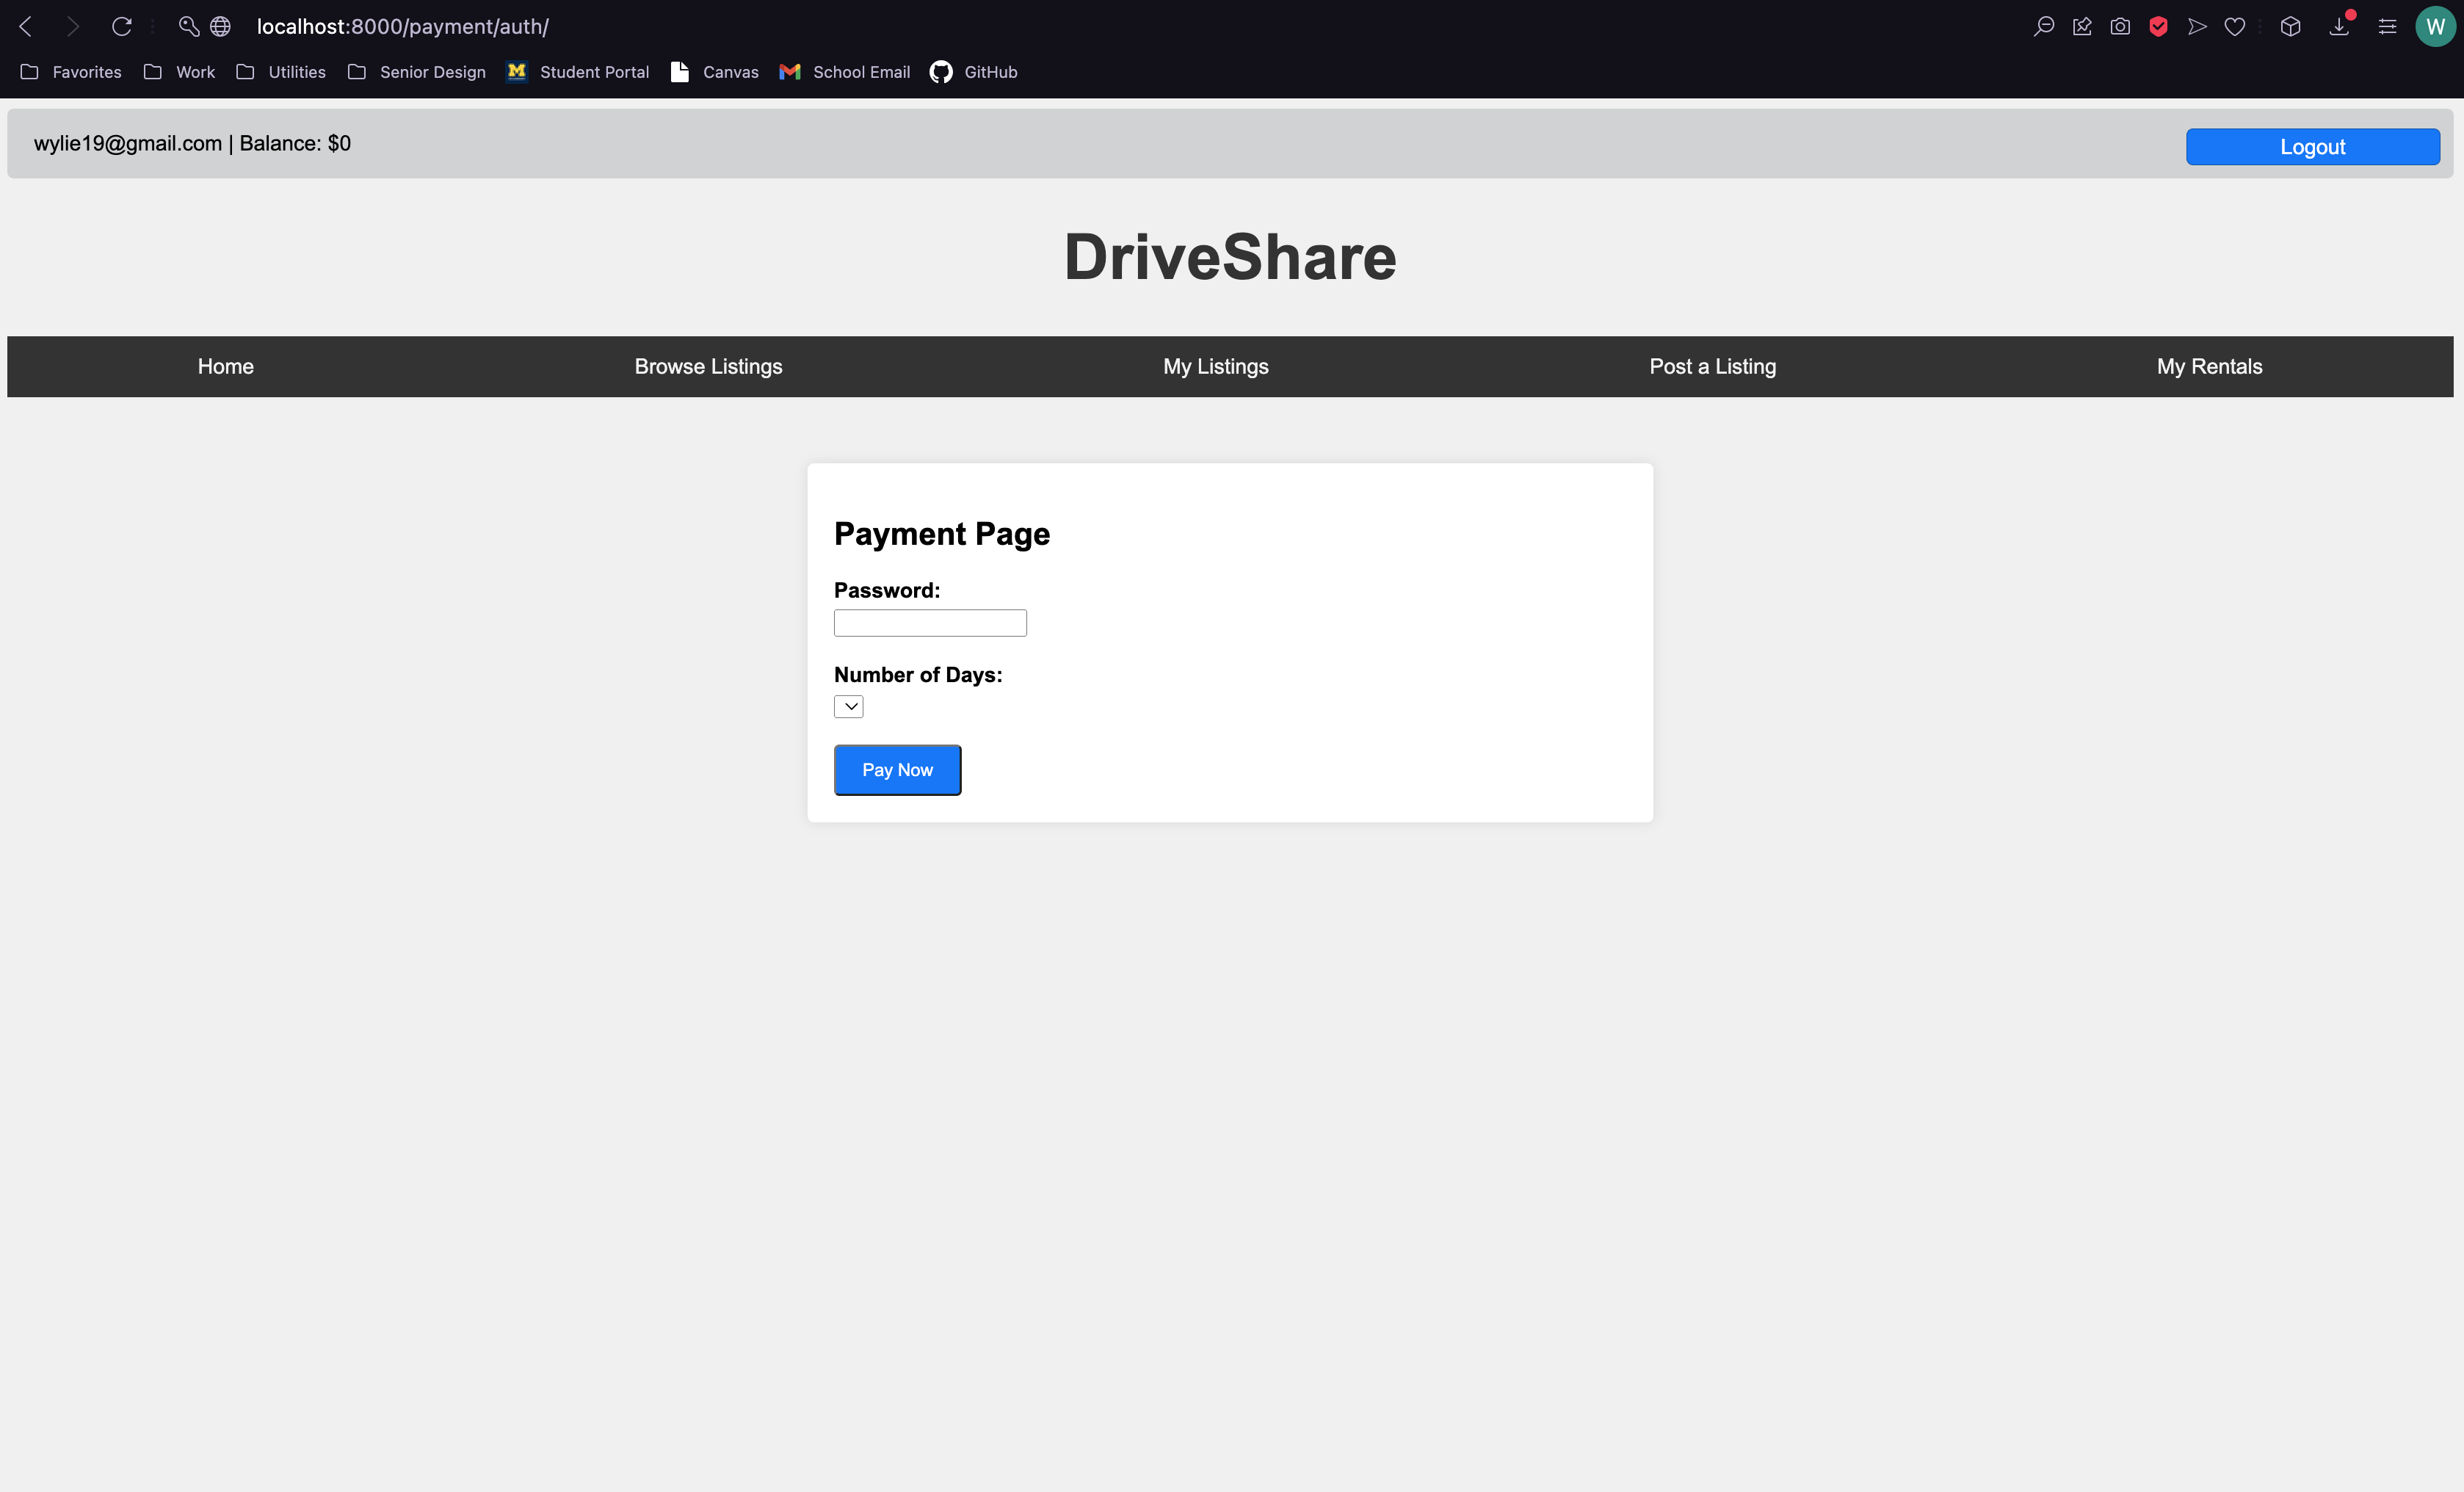 localhost:8000/payment/auth/
W
Favorites Work Utilities Senior Design M Student Portal Canvas School Email GitHub
wylie19@gmail.com | Balance: $0
Logout
DriveShare
Home Browse Listings My Listings Post a Listing My Rentals
Payment Page
Password:
Number of Days:
Pay Now